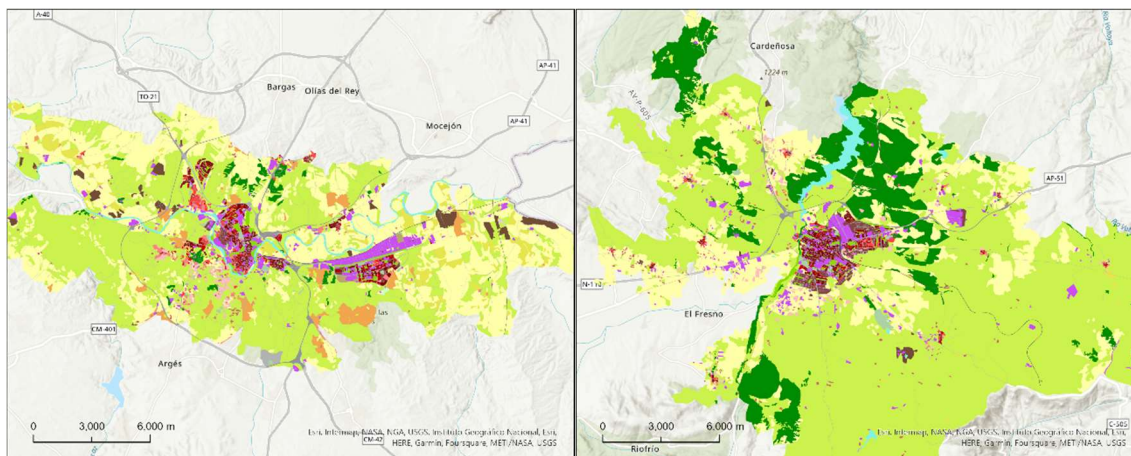 A-40
AP-41
TO-21
Bargas
Olías del Rey
Mocejón
AP-41
CM-401
las
Argés
0 3,000 6,000 m
Esri, Intermap, NASA, NGA, USGS, Instituto Geográfico Nacional, Esri,
HERE, Garmin, Foursquare, METI/NASA, USGS
CM-42
Cardeñosa
1224 m
AV-P-605
AP-51
El Fresno
0 3,000 6,000 m
Esri, Intermap, NASA, NGA, USGS, Instituto Geográfico Nacional, Esri,
HERE, Garmin, Foursquare, METI/NASA, USGS
Riofrío